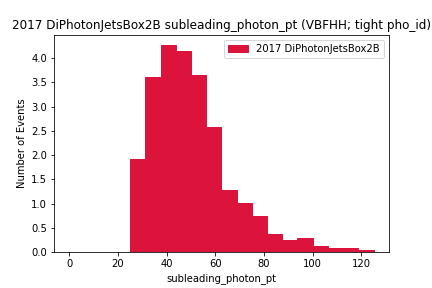 2017 DiPhotonJetsBox2B subleading_photon_pt (VBFHH; tight pho_id)
2017 DiPhotonJetsBox2B
4.0
3.5
3.0
2.5
2.0
1.5
1.0
0.5
0.0
Number of Events
0 20 40 60 80 100 120
subleading_photon_pt